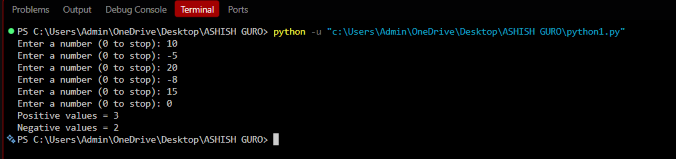 Problems Output Debug Console Terminal Ports
PS C:\Users\Admin\OneDrive\Desktop\ASHISH GURO> python -u "c:\Users\Admin\OneDrive\Desktop\ASHISH GURO\python1.py"
Enter a number (0 to stop): 10
Enter a number (0 to stop): -5
Enter a number (0 to stop): 20
Enter a number (0 to stop): -8
Enter a number (0 to stop): 15
Enter a number (0 to stop): 0
Positive values = 3
Negative values = 2
PS C:\Users\Admin\OneDrive\Desktop\ASHISH GURO>